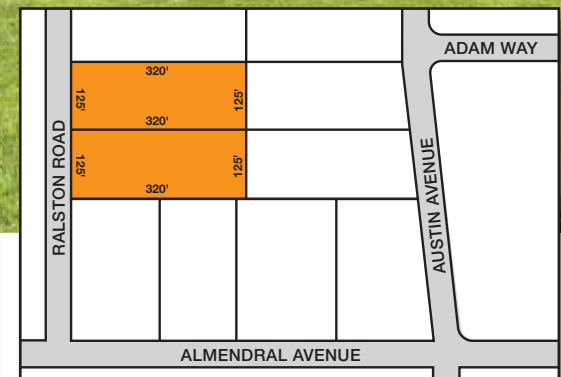 ADAM WAY
320'
125'
125'
320'
RALSTON ROAD
125'
125'
320'
AUSTIN AVENUE
ALMENDRAL AVENUE